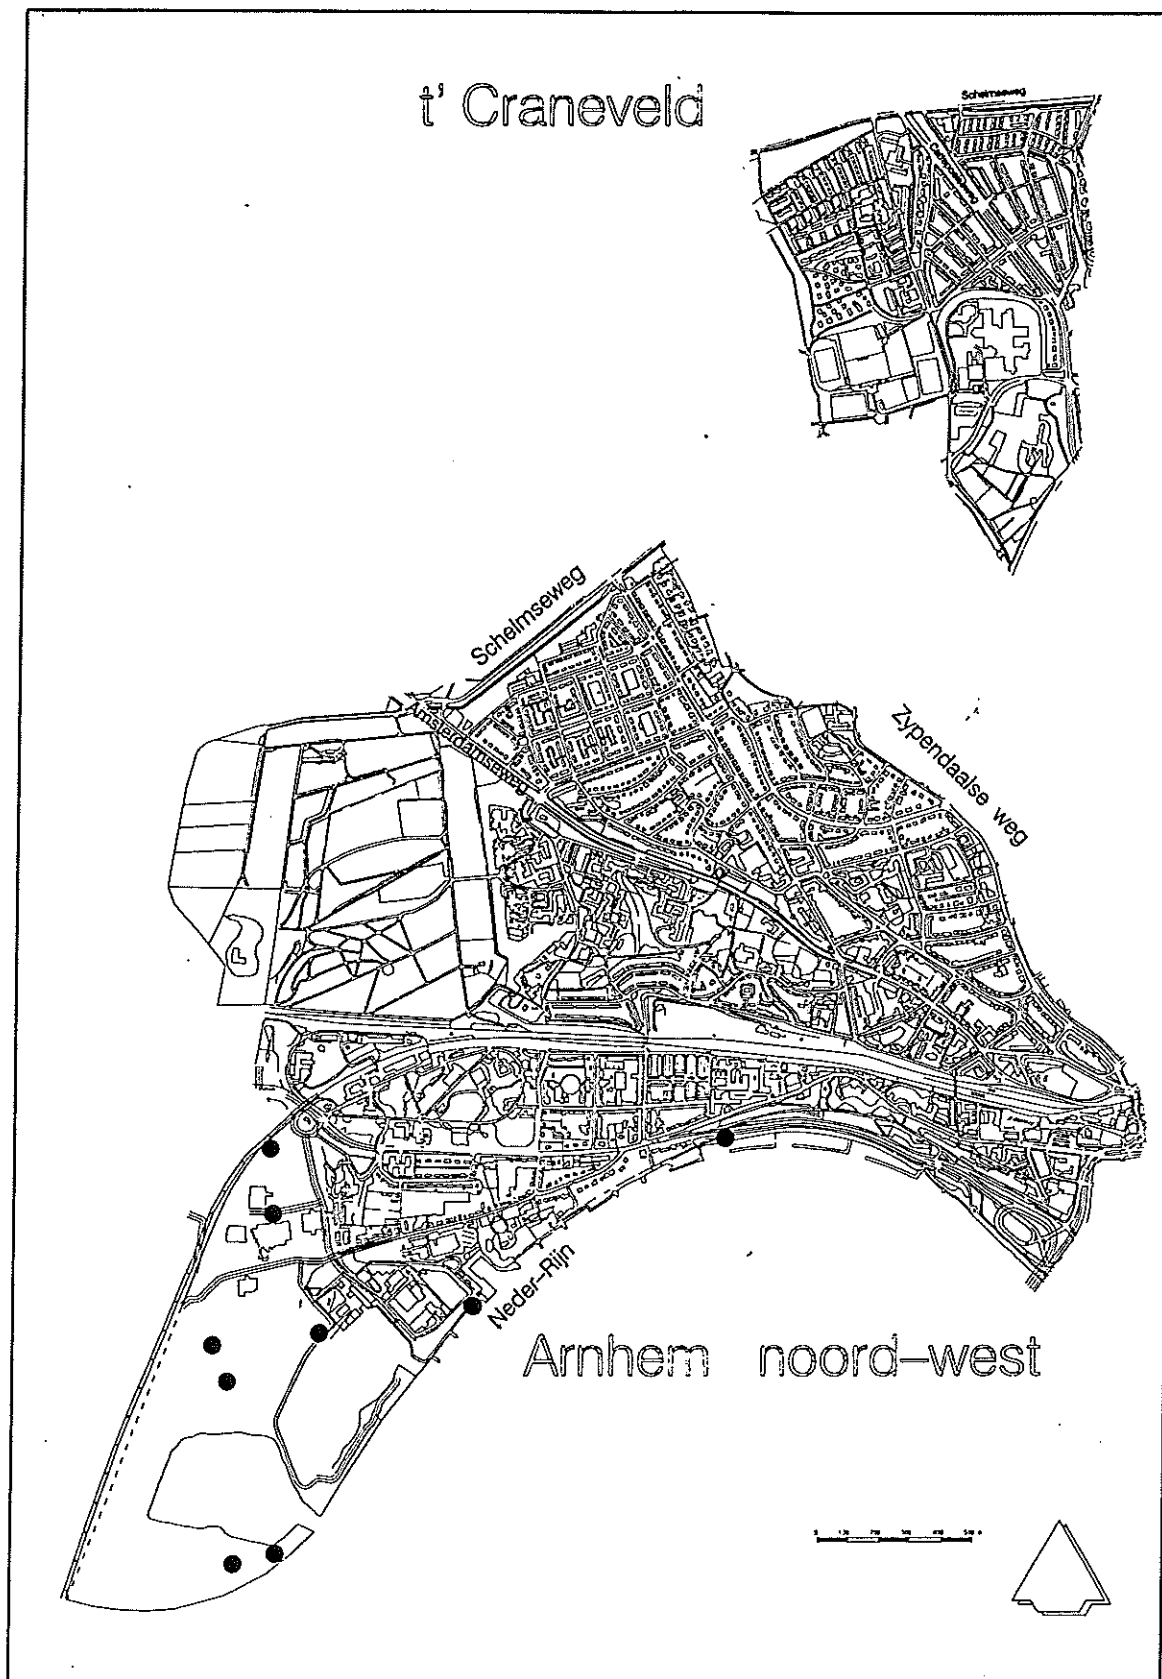 t' Craneveld
Schelmseweg
Schelmseweg
Amsterdamseweg
Zypendaalse weg
Neder-Rijn
Arnhem noord-west